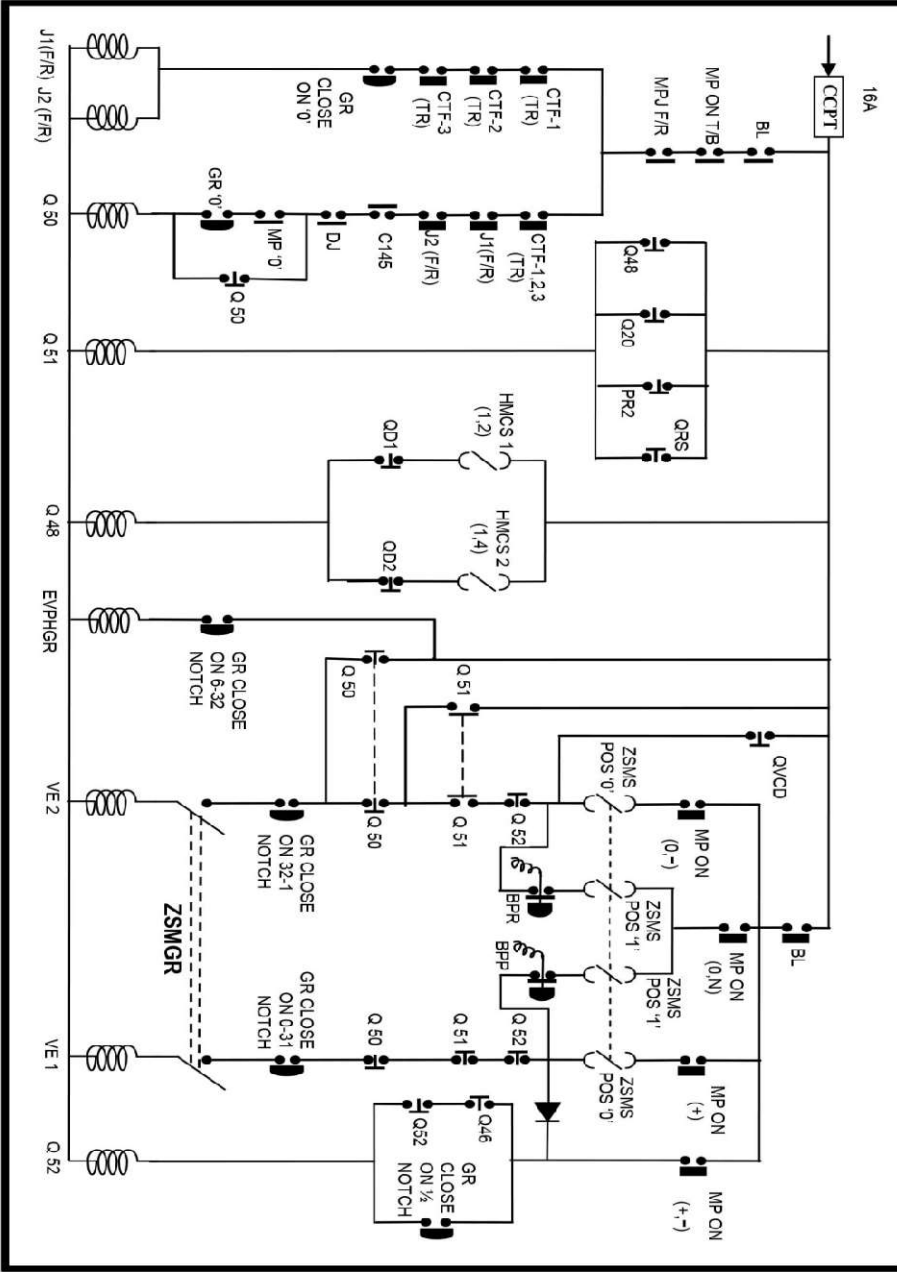 16A
CCPT
BL
MP ON T/B
MPJ F/R
CTF-1
(TR)
CTF-2
(TR)
CTF-3
(TR)
GR
CLOSE
ON 0'
J1(F/R)
J2 (F/R)
CTF-1,2,3
(TR)
J1(F/R)
J2 (F/R)
C145
DJ
MP '0'
GR '0'
Q 50
Q 50
Q48
Q20
PR2
QRS
Q 51
HMCS 1
(1,2)
HMCS 2
(1,4)
QD1
QD2
Q 48
GR CLOSE
ON 6-32
NOTCH
EVPHGR
Q 50
Q 51
QVCD
MP ON
(0,-)
BL
MP ON
(0,N)
MP ON
(+)
MP ON
(+,-)
ZSMS
POS '0'
ZSMS
POS '1'
ZSMS
POS '1'
ZSMS
POS '0'
BPR
BPP
Q 52
Q 51
Q 50
GR CLOSE
ON 32-1
NOTCH
Q 52
Q 51
Q 50
GR CLOSE
ON 0-31
NOTCH
ZSMGR
VE 2
VE 1
Q46
Q52
GR
CLOSE
ON ½
NOTCH
Q 52